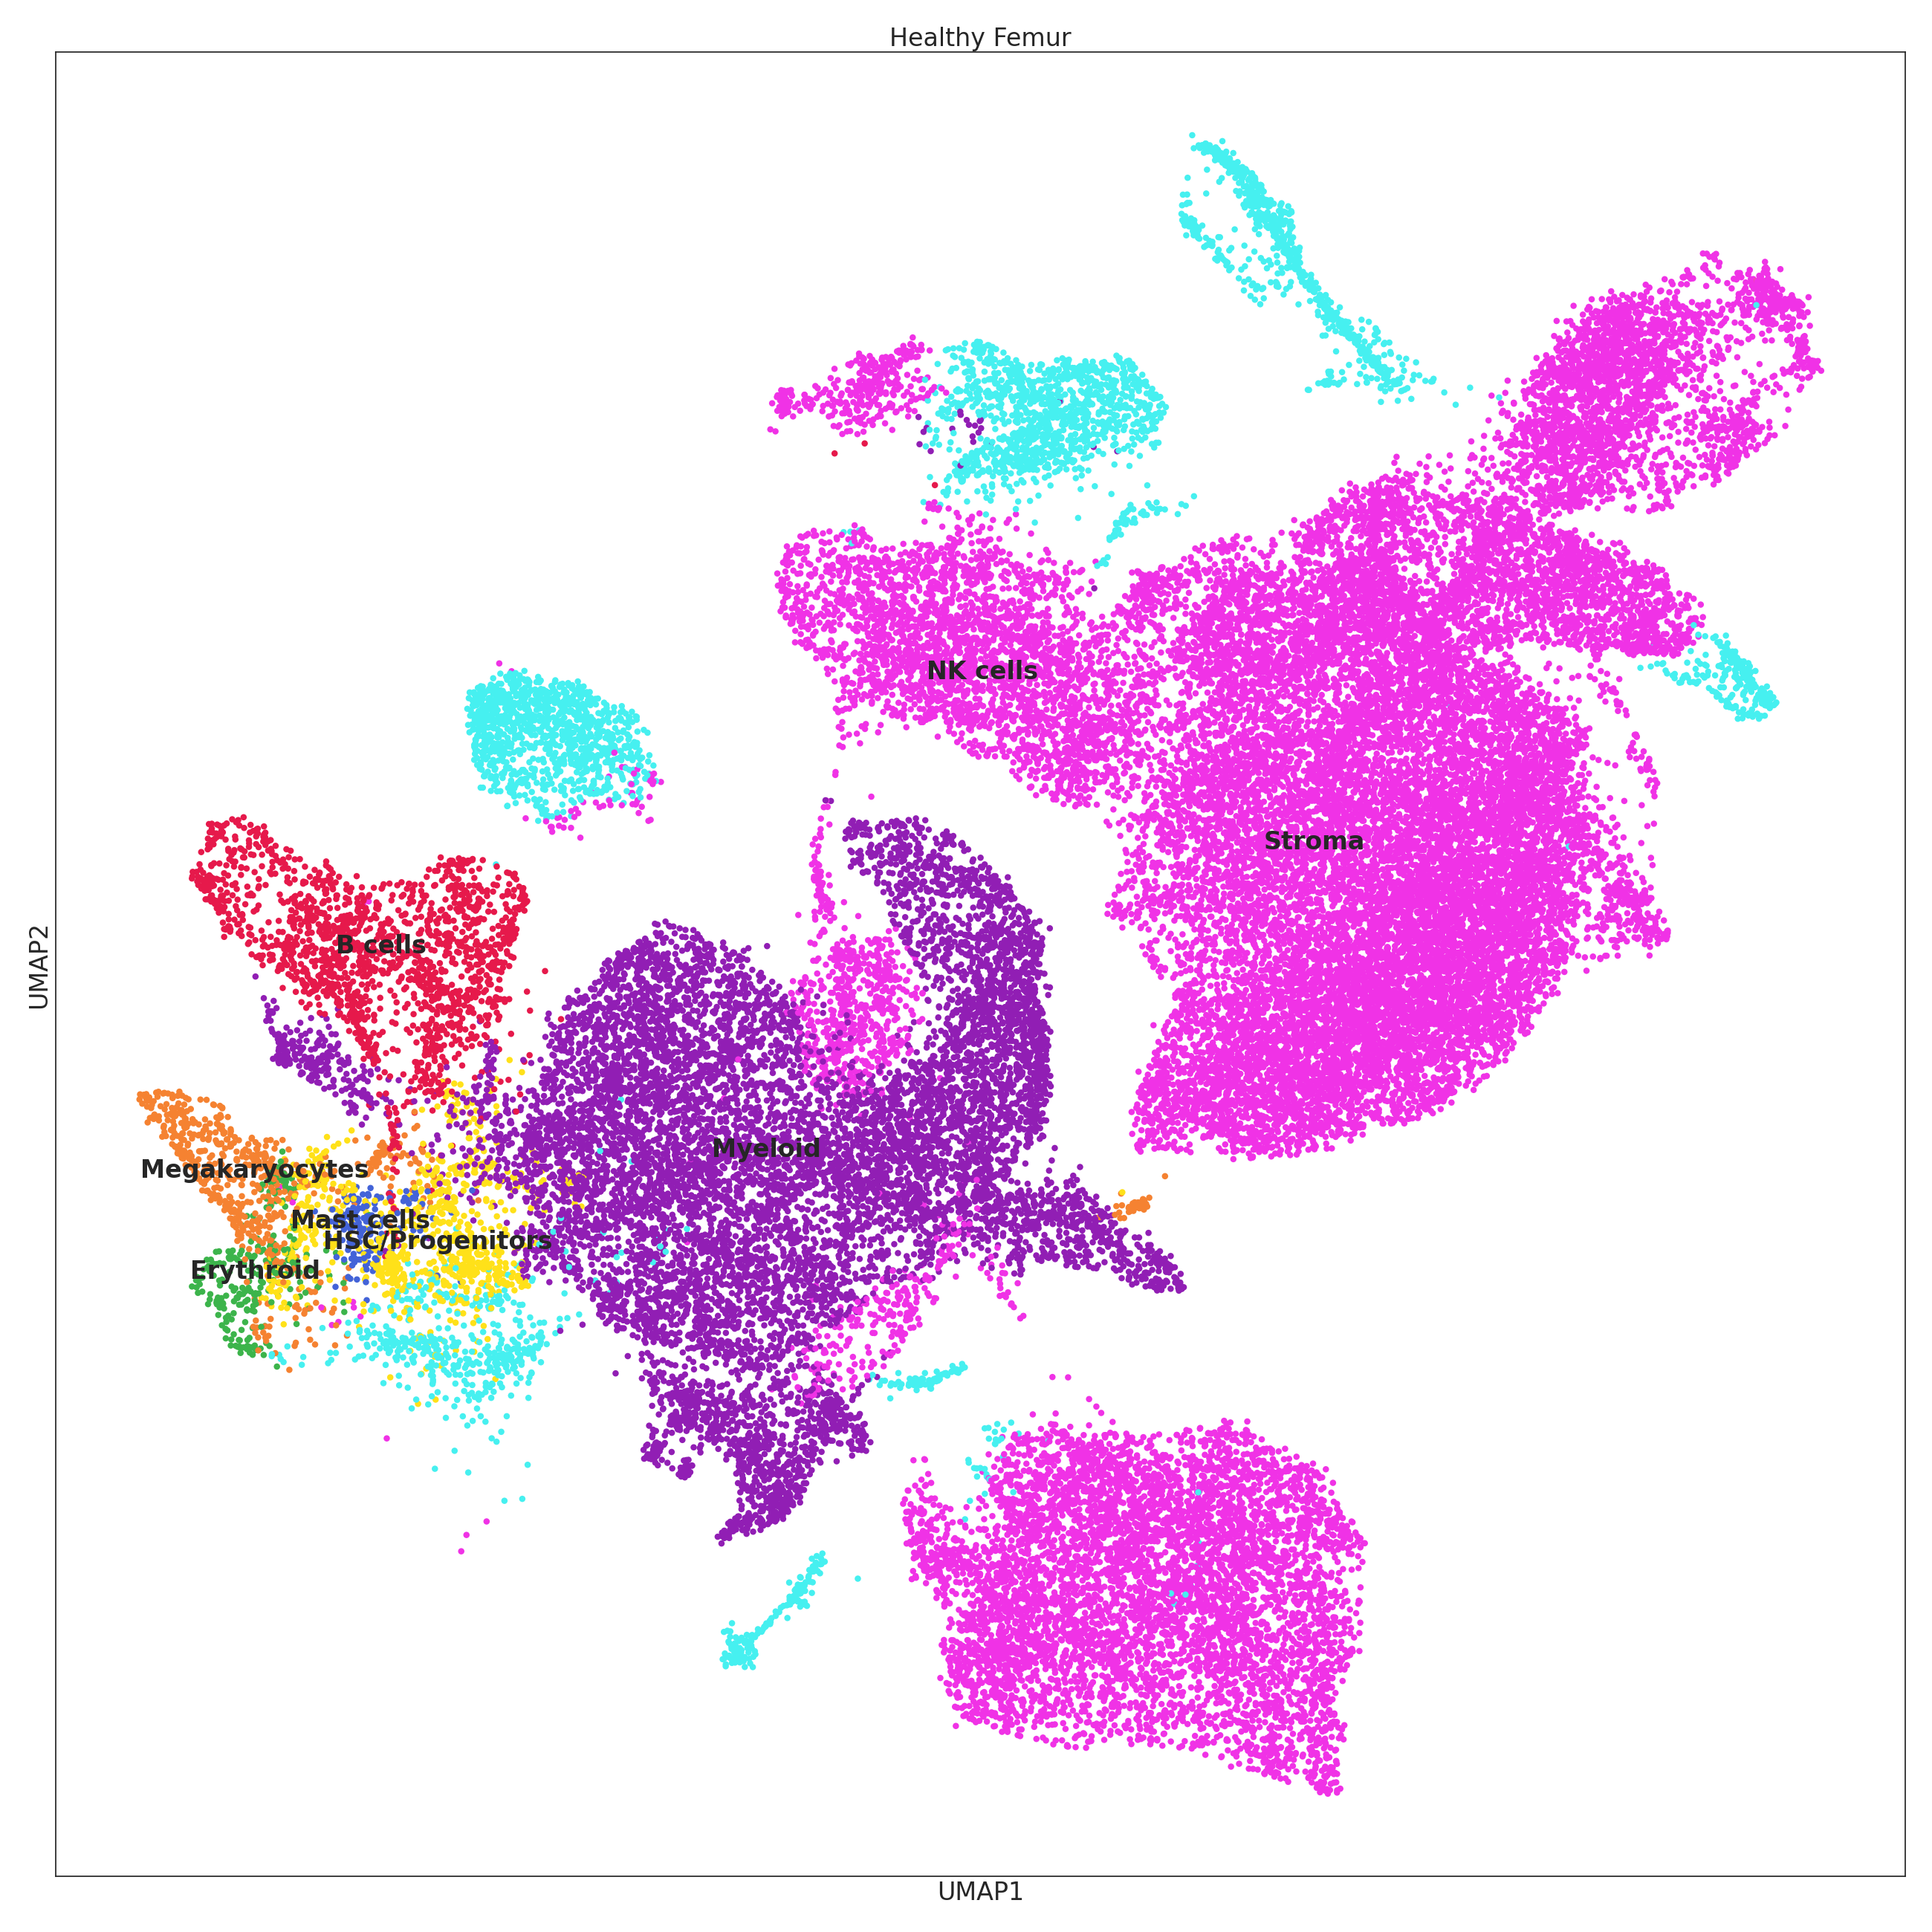 Healthy Femur
NK cells
Stroma
B cells
Myeloid
Megakaryocytes
Mast cells
HSC/Progenitors
Erythroid
UMAP2
UMAP1